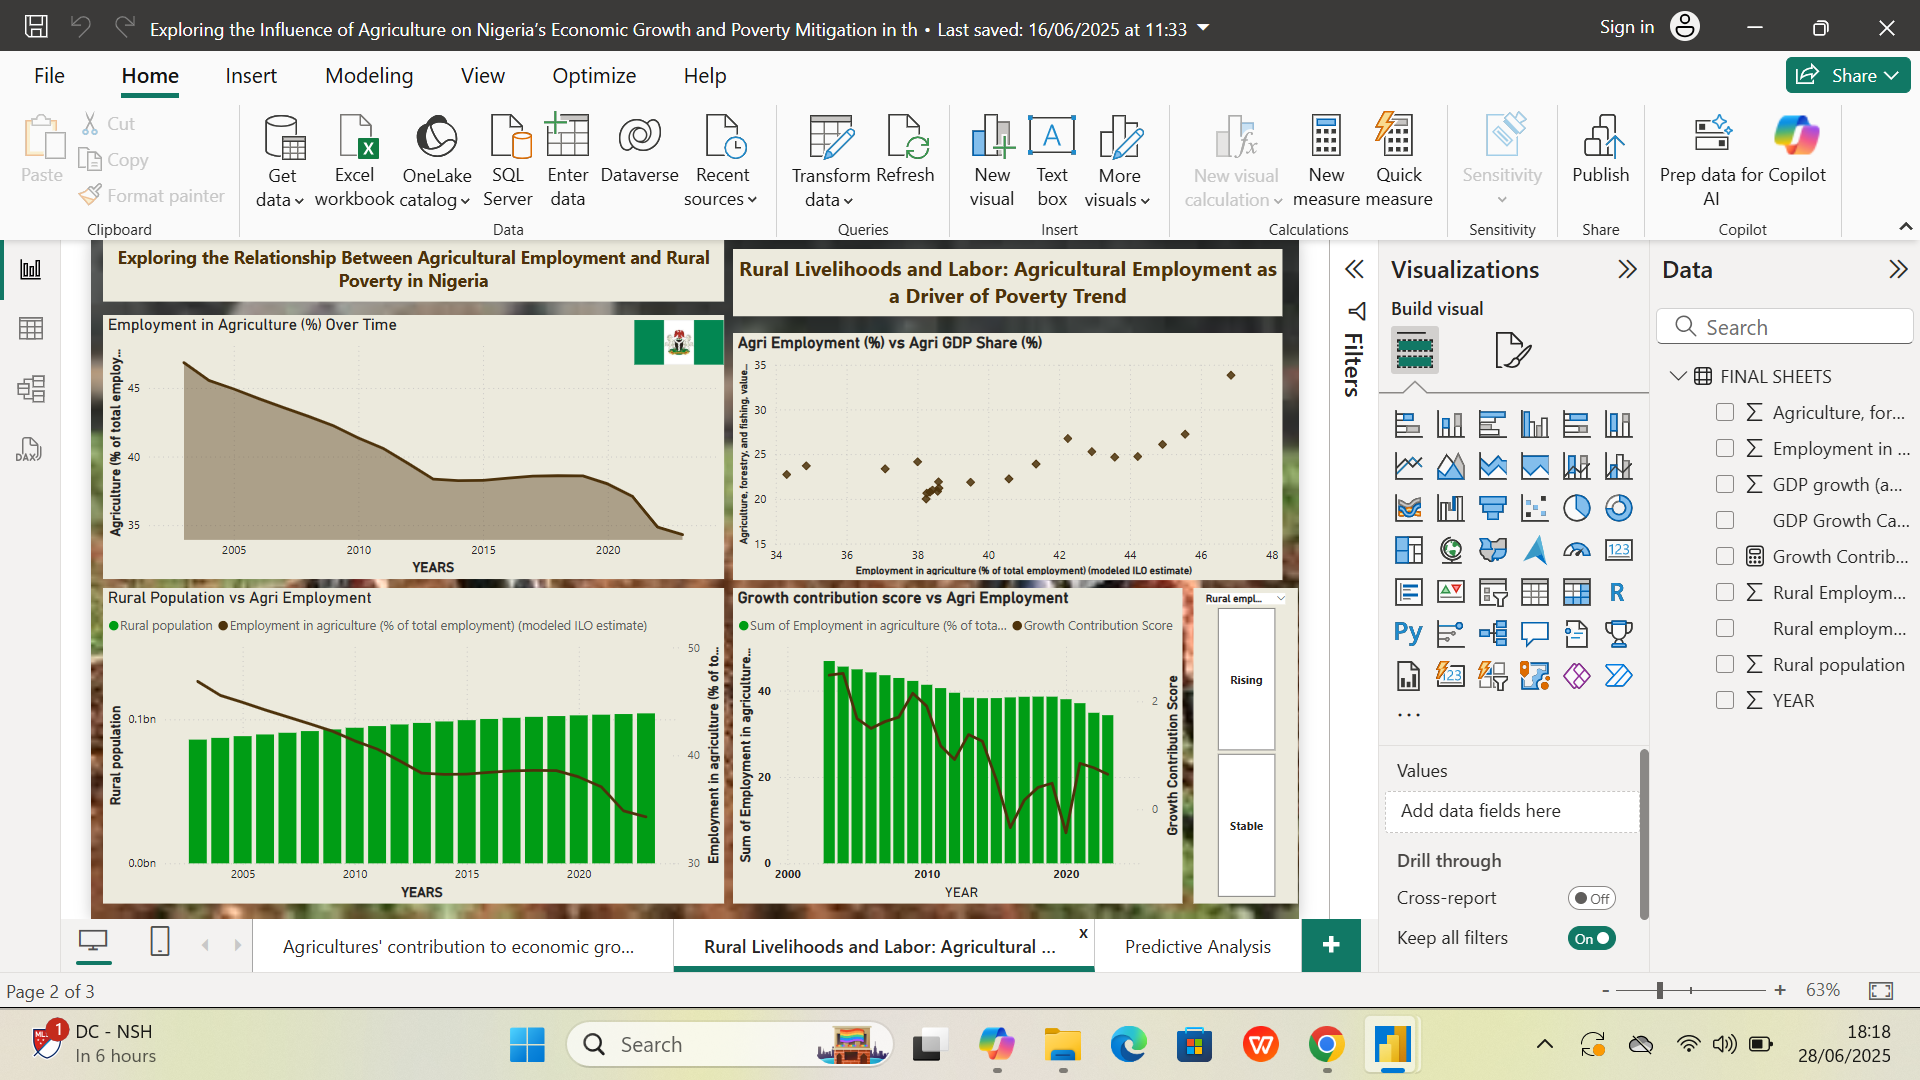 Exploring the Influence of Agriculture on Nigeria's Economic Growth and Poverty Mitigation in th • Last saved: 16/06/2025 at 11:33
Sign in
File Home Insert Modeling View Optimize Help
Share
Paste
Cut
Copy
Format painter
Clipboard
Get data
Excel workbook
OneLake catalog
SQL Server
Enter data
Dataverse
Recent sources
Data
Transform data
Refresh
Queries
New visual
Text box
More visuals
Insert
New visual calculation
New measure
Quick measure
Calculations
Sensitivity
Sensitivity
Publish
Share
Prep data for AI
Copilot
Copilot
Exploring the Relationship Between Agricultural Employment and Rural
Poverty in Nigeria
Rural Livelihoods and Labor: Agricultural Employment as
a Driver of Poverty Trend
Employment in Agriculture (%) Over Time
Agriculture (% of total employ...
45
40
35
2005 2010 2015 2020
YEARS
Agri Employment (%) vs Agri GDP Share (%)
Agriculture, forestry, and fishing, value...
35
30
25
20
15
34 36 38 40 42 44 46 48
Employment in agriculture (% of total employment) (modeled ILO estimate)
Rural Population vs Agri Employment
Rural population Employment in agriculture (% of total employment) (modeled ILO estimate)
Rural population
0.1bn
0.0bn
50
40
30
Employment in agriculture (% of to...
2005 2010 2015 2020
YEARS
Growth contribution score vs Agri Employment
Sum of Employment in agriculture (% of tota... Growth Contribution Score
Sum of Employment in agriculture...
40
20
0
2
0
Growth Contribution Score
2000 2010 2020
YEAR
Rural empl...
Rising
Stable
Filters
Visualizations
Build visual
123
R
Py
123
...
Values
Add data fields here
Drill through
Cross-report
Off
Keep all filters
On
Data
Search
FINAL SHEETS
Agriculture, for...
Employment in ...
GDP growth (a...
GDP Growth Ca...
Growth Contrib...
Rural Employm...
Rural employm...
Rural population
YEAR
DAX
Agricultures' contribution to economic gro...
Rural Livelihoods and Labor: Agricultural ...
x
Predictive Analysis
+
Page 2 of 3
- + 63%
1
DC - NSH
In 6 hours
Search
18:18
28/06/2025